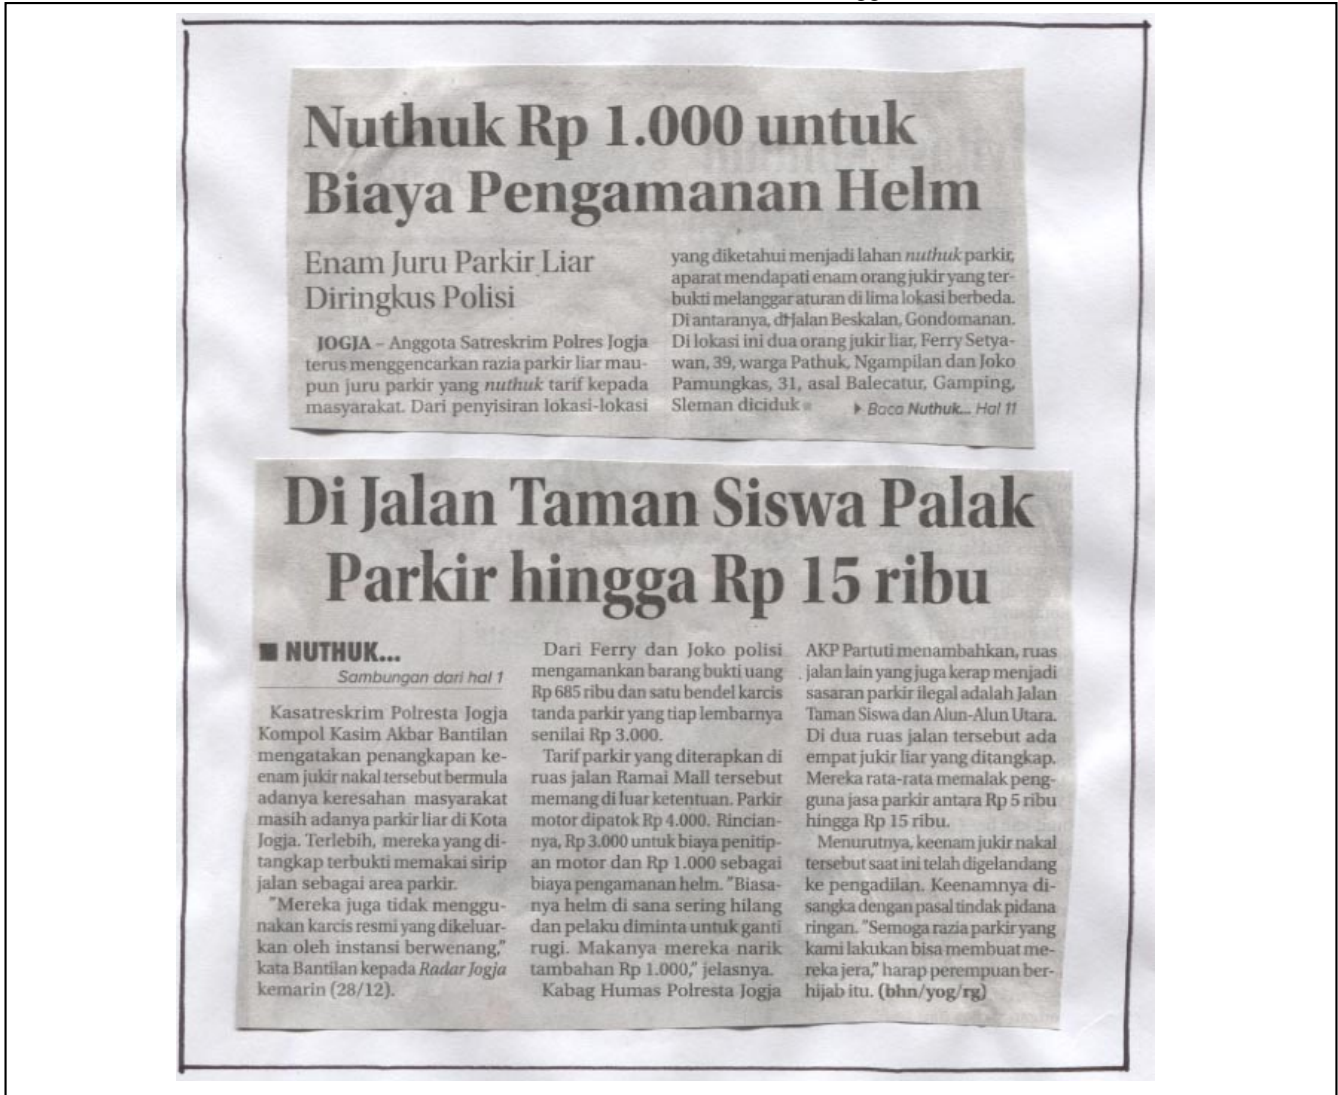 Nuthuk Rp 1.000 untuk
Biaya Pengamanan Helm
Enam Juru Parkir Liar
Diringkus Polisi
JOGJA – Anggota Satreskrim Polres Jogja
terus menggencarkan razia parkir liar mau-
pun juru parkir yang nuthuk tarif kepada
masyarakat. Dari penyisiran lokasi-lokasi
yang diketahui menjadi lahan nuthuk parkir,
aparat mendapati enam orang jukir yang ter-
bukti melanggar aturan di lima lokasi berbeda.
Di antaranya, di Jalan Beskalan, Gondomanan.
Di lokasi ini dua orang jukir liar, Ferry Setya-
wan, 39, warga Pathuk, Ngampilan dan Joko
Pamungkas, 31, asal Balecatur, Gamping,
Sleman diciduk
Baca Nuthuk... Hal 11
Di Jalan Taman Siswa Palak
Parkir hingga Rp 15 ribu
NUTHUK...
Sambungan dari hal 1
Kasatreskrim Polresta Jogja
Kompol Kasim Akbar Bantilan
mengatakan penangkapan ke-
enam jukir nakal tersebut bermula
adanya keresahan masyarakat
masih adanya parkir liar di Kota
Jogja. Terlebih, mereka yang di-
tangkap terbukti memakai sirip
jalan sebagai area parkir.
"Mereka juga tidak menggu-
nakan karcis resmi yang dikeluar-
kan oleh instansi berwenang,"
kata Bantilan kepada Radar Jogja
kemarin (28/12).
Dari Ferry dan Joko polisi
mengamankan barang bukti uang
Rp 685 ribu dan satu bendel karcis
tanda parkir yang tiap lembarnya
senilai Rp 3.000.
Tarif parkir yang diterapkan di
ruas jalan Ramai Mall tersebut
memang di luar ketentuan. Parkir
motor dipatok Rp 4.000. Rincian-
nya, Rp 3.000 untuk biaya penitip-
an motor dan Rp 1.000 sebagai
biaya pengamanan helm. "Biasa-
nya helm di sana sering hilang
dan pelaku diminta untuk ganti
rugi. Makanya mereka narik
tambahan Rp 1.000," jelasnya.
Kabag Humas Polresta Jogja
AKP Partuti menambahkan, ruas
jalan lain yang juga kerap menjadi
sasaran parkir ilegal adalah Jalan
Taman Siswa dan Alun-Alun Utara.
Di dua ruas jalan tersebut ada
empat jukir liar yang ditangkap.
Mereka rata-rata memalak peng-
guna jasa parkir antara Rp 5 ribu
hingga Rp 15 ribu.
Menurutnya, keenam jukir nakal
tersebut saat ini telah digelandang
ke pengadilan. Keenamnya di-
sangka dengan pasal tindak pidana
ringan. "Semoga razia parkir yang
kami lakukan bisa membuat me-
reka jera," harap perempuan ber-
hijab itu. (bhn/yog/rg)